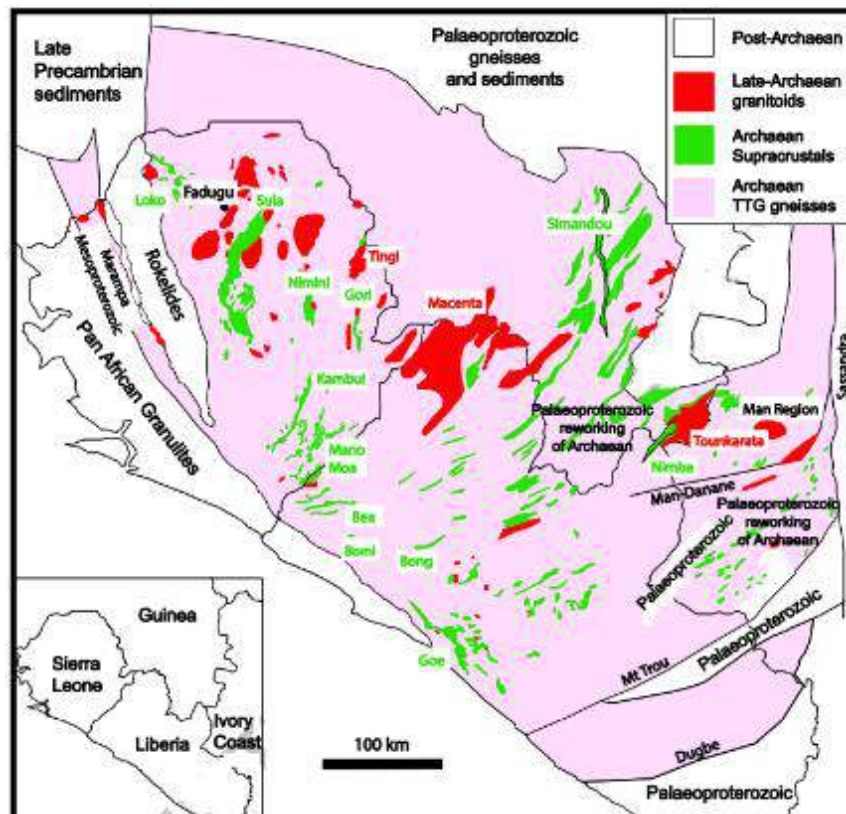 Late
Precambrian
sediments
Palaeoproterozoic
gneisses
and sediments
Post-Archaean
Late-Archaean
granitoids
Archaean
Supracrustals
Archaean
TTG gneisses
Loko
Fadugu
Sula
Simandou
Tingi
Nimini
Gori
Macenta
Marampa
Mesoproterozoic
Rokelides
Pan African Granulites
Kambui
Mano
Moa
Palaeoproterozoic
reworking
of Archaean
Man Region
Tounkarata
Nimba
Sassandra
Man-Danane
Bea
Bomi
Bong
Palaeoproterozoic
Palaeoproterozoic
reworking
of Archaean
Goe
Mt Trou
Palaeoproterozoic
Dugbe
Palaeoproterozoic
100 km
Guinea
Sierra
Leone
Liberia
Ivory
Coast